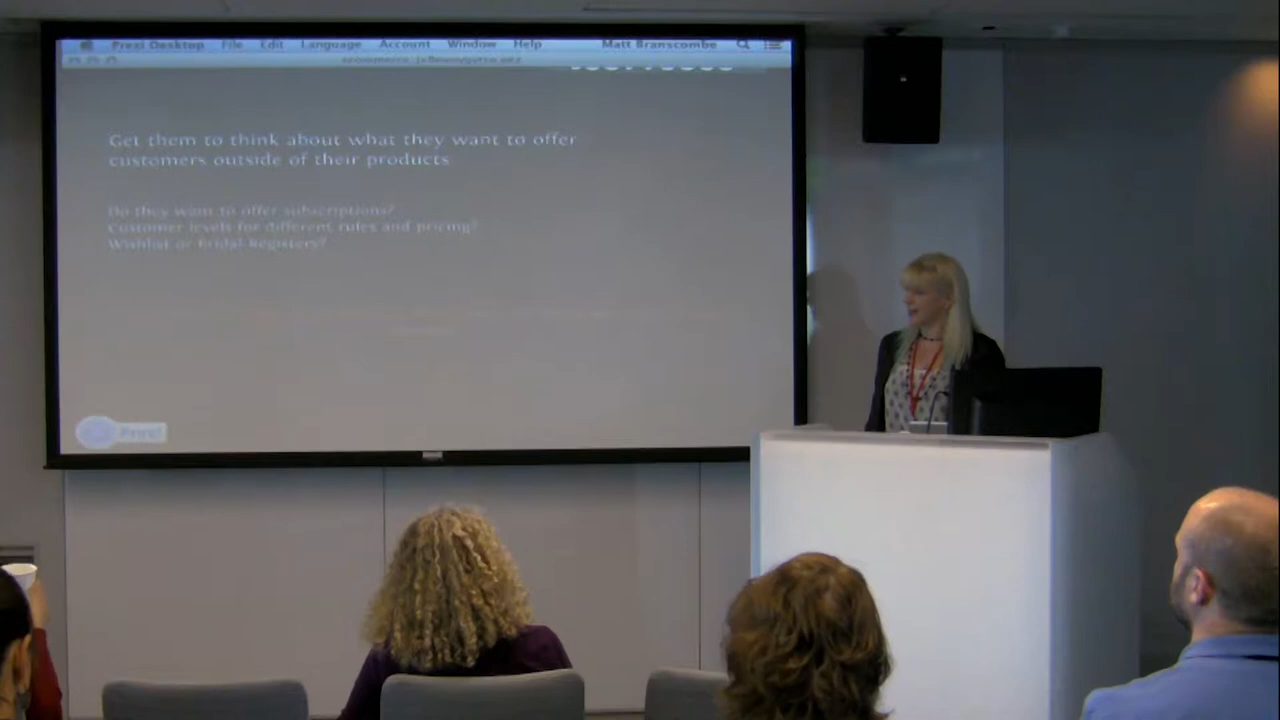 Prezi Desktop File Edit Language Account Window Help Matt Branscombe
Get them to think about what they want to offer
customers outside of their products
Do they want to offer subscriptions?
Customer levels for different rules and pricing?
Wishlist or Bridal Registers?
Prezi